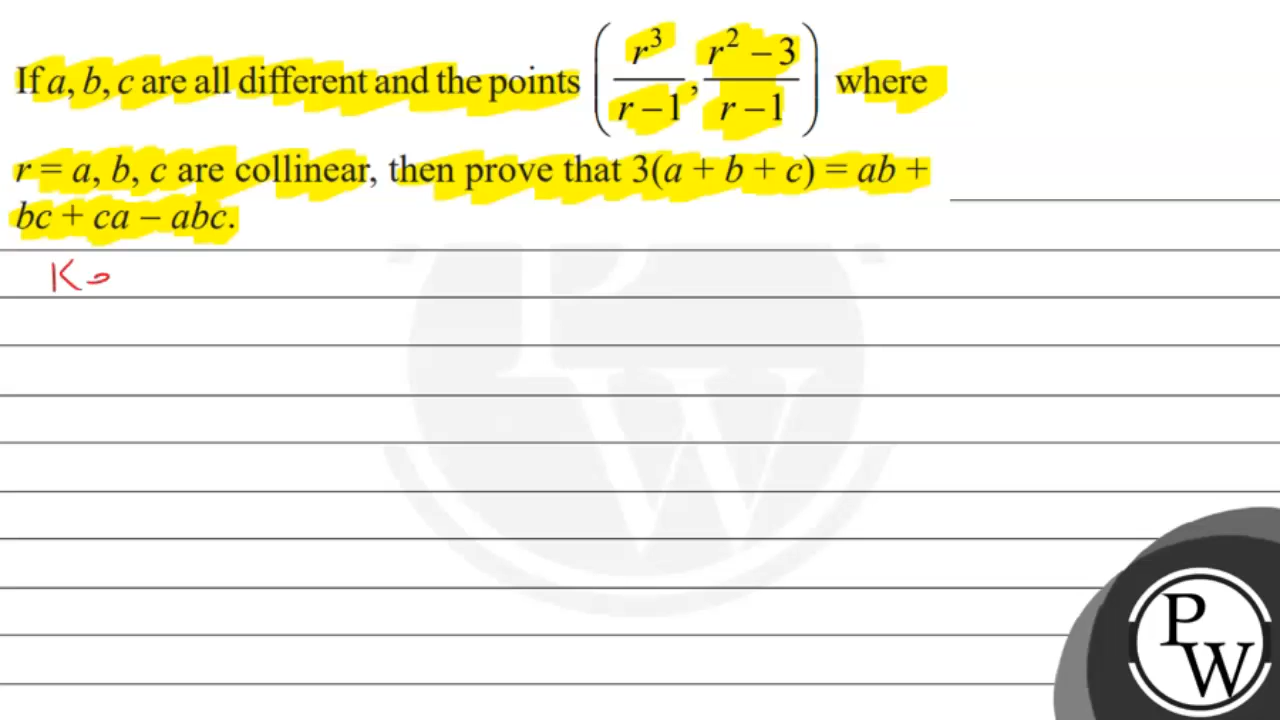 If a, b, c are all different and the points (r³/r−1, r²−3/r−1) where
r = a, b, c are collinear, then prove that 3(a + b + c) = ab +
bc + ca − abc.
K
P
W
P
W